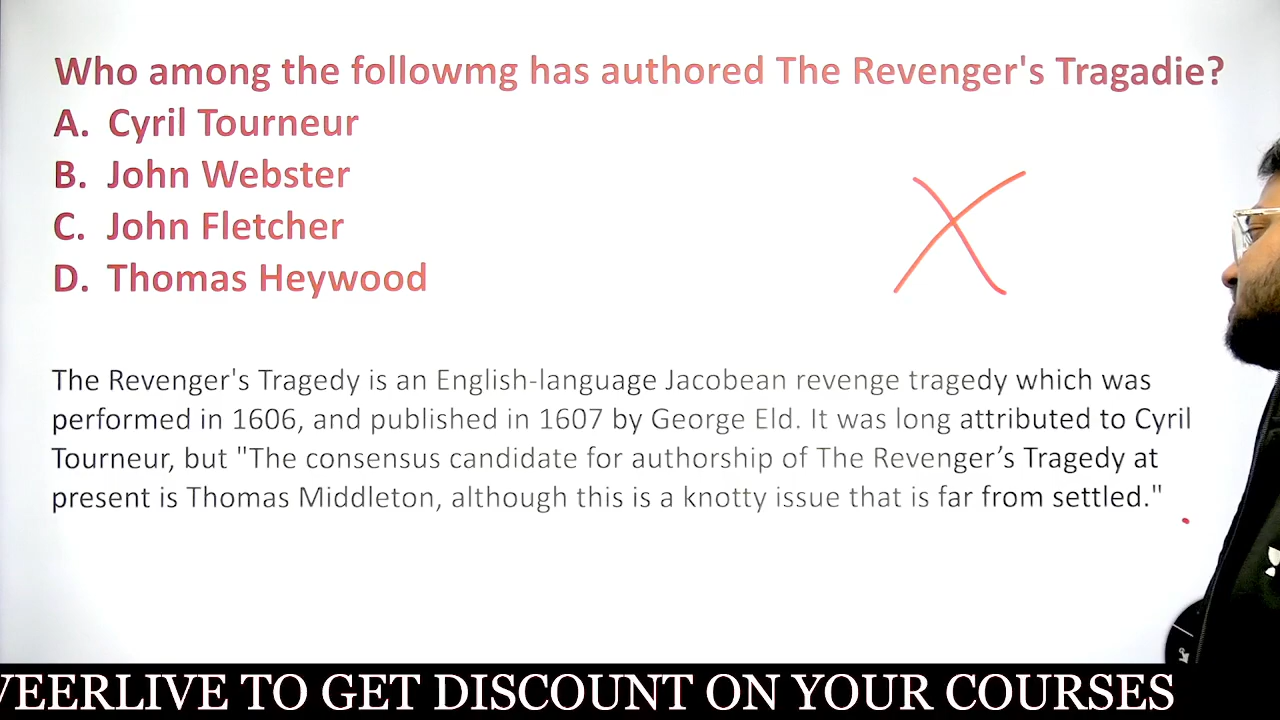 Who among the followmg has authored The Revenger's Tragadie?
A. Cyril Tourneur
B. John Webster
C. John Fletcher
D. Thomas Heywood
The Revenger's Tragedy is an English-language Jacobean revenge tragedy which was
performed in 1606, and published in 1607 by George Eld. It was long attributed to Cyril
Tourneur, but "The consensus candidate for authorship of The Revenger’s Tragedy at
present is Thomas Middleton, although this is a knotty issue that is far from settled."
VEERLIVE TO GET DISCOUNT ON YOUR COURSES